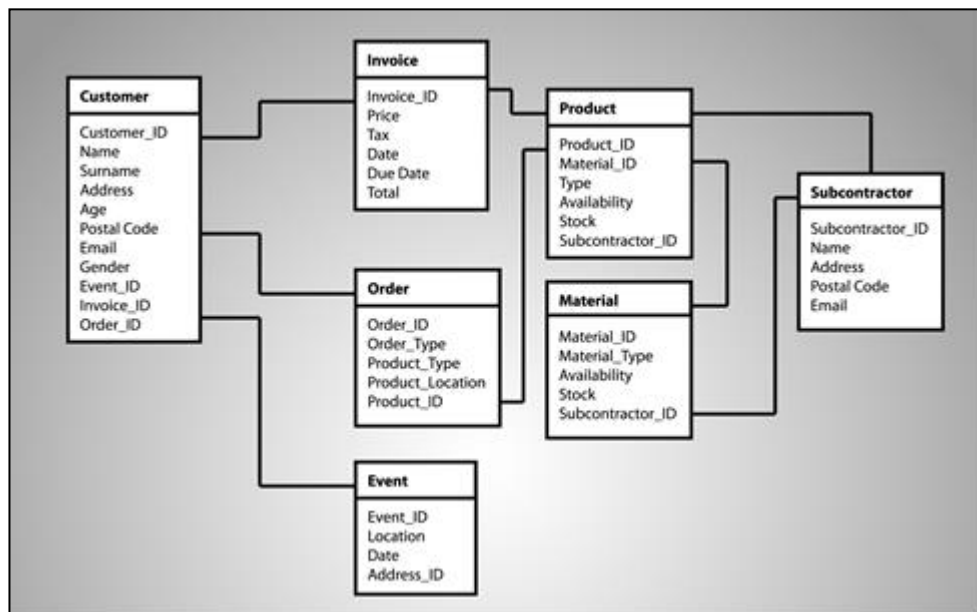 Customer
Customer_ID
Name
Surname
Address
Age
Postal Code
Email
Gender
Event_ID
Invoice_ID
Order_ID
Invoice
Invoice_ID
Price
Tax
Date
Due Date
Total
Order
Order_ID
Order_Type
Product_Type
Product_Location
Product_ID
Event
Event_ID
Location
Date
Address_ID
Product
Product_ID
Material_ID
Type
Availability
Stock
Subcontractor_ID
Material
Material_ID
Material_Type
Availability
Stock
Subcontractor_ID
Subcontractor
Subcontractor_ID
Name
Address
Postal Code
Email